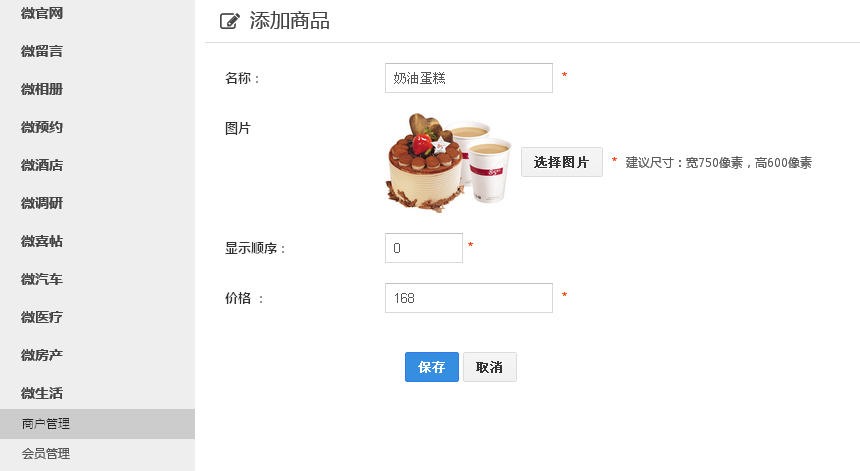 微官网
微留言
微相册
微预约
微酒店
微调研
微喜帖
微汽车
微医疗
微房产
微生活
商户管理
会员管理
添加商品
名称： 奶油蛋糕 *
图片 选择图片 * 建议尺寸：宽750像素，高600像素
显示顺序： 0 *
价格 ： 168 *
保存 取消